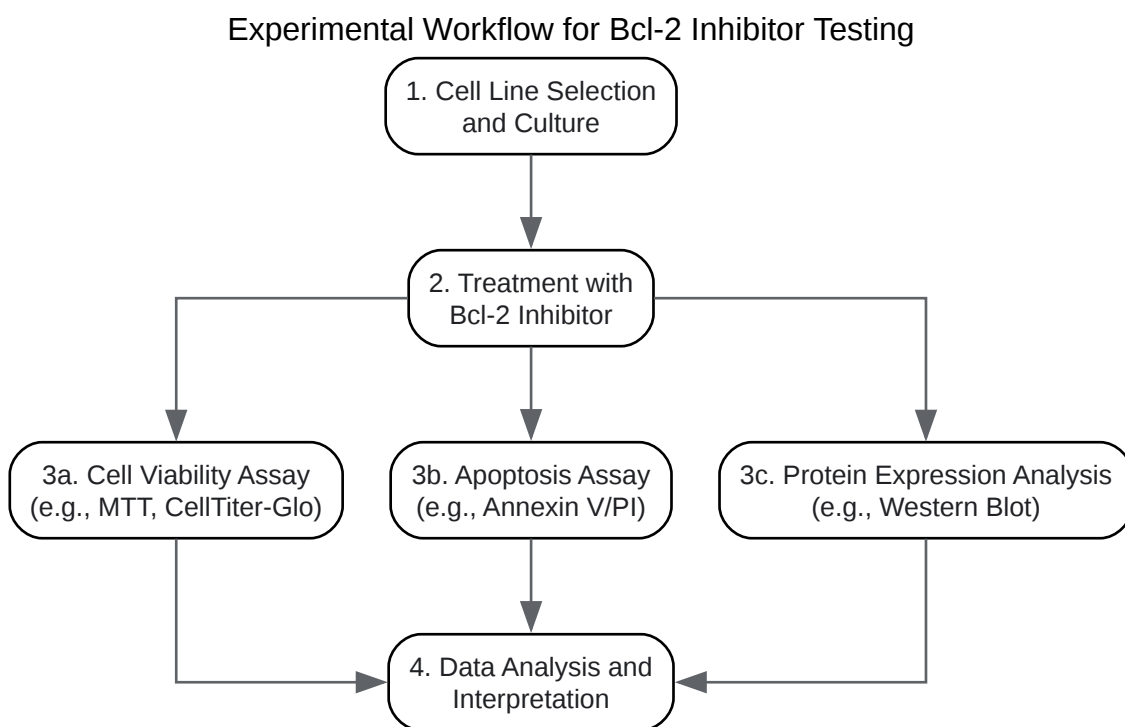 Experimental Workflow for Bcl-2 Inhibitor Testing
1. Cell Line Selection
and Culture
2. Treatment with
Bcl-2 Inhibitor
3a. Cell Viability Assay
(e.g., MTT, CellTiter-Glo)
3b. Apoptosis Assay
(e.g., Annexin V/PI)
3c. Protein Expression Analysis
(e.g., Western Blot)
4. Data Analysis and
Interpretation